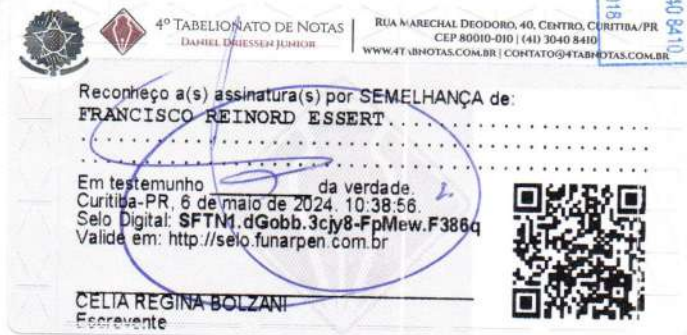 4º TABELIONATO DE NOTAS
DANIEL DRIESSEN JUNIOR
RUA MARECHAL DEODORO, 40, CENTRO, CURITIBA/PR
CEP 80010-010 | (41) 3040 8410
WWW.4TABNOTAS.COM.BR | CONTATO@4TABNOTAS.COM.BR
18
40 8410
Reconheço a(s) assinatura(s) por SEMELHANÇA de:
FRANCISCO REINORD ESSERT
Em testemunho da verdade.
Curitiba-PR, 6 de maio de 2024. 10:38:56.
Selo Digital: SFTN1.dGobb.3cjy8-FpMew.F386q
Valide em: http://selo.funarpen.com.br
CELIA REGINA BOLZANI
Escrevente